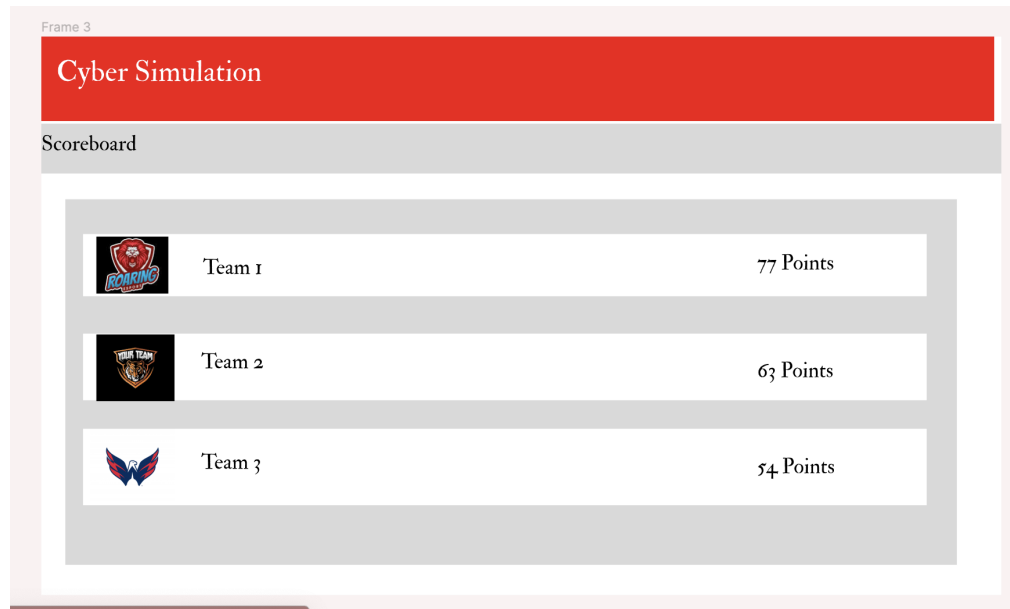 Frame 3
Cyber Simulation
Scoreboard
ROARING
ESPORT
Team 1
77 Points
YOUR TEAM
Team 2
63 Points
Team 3
54 Points